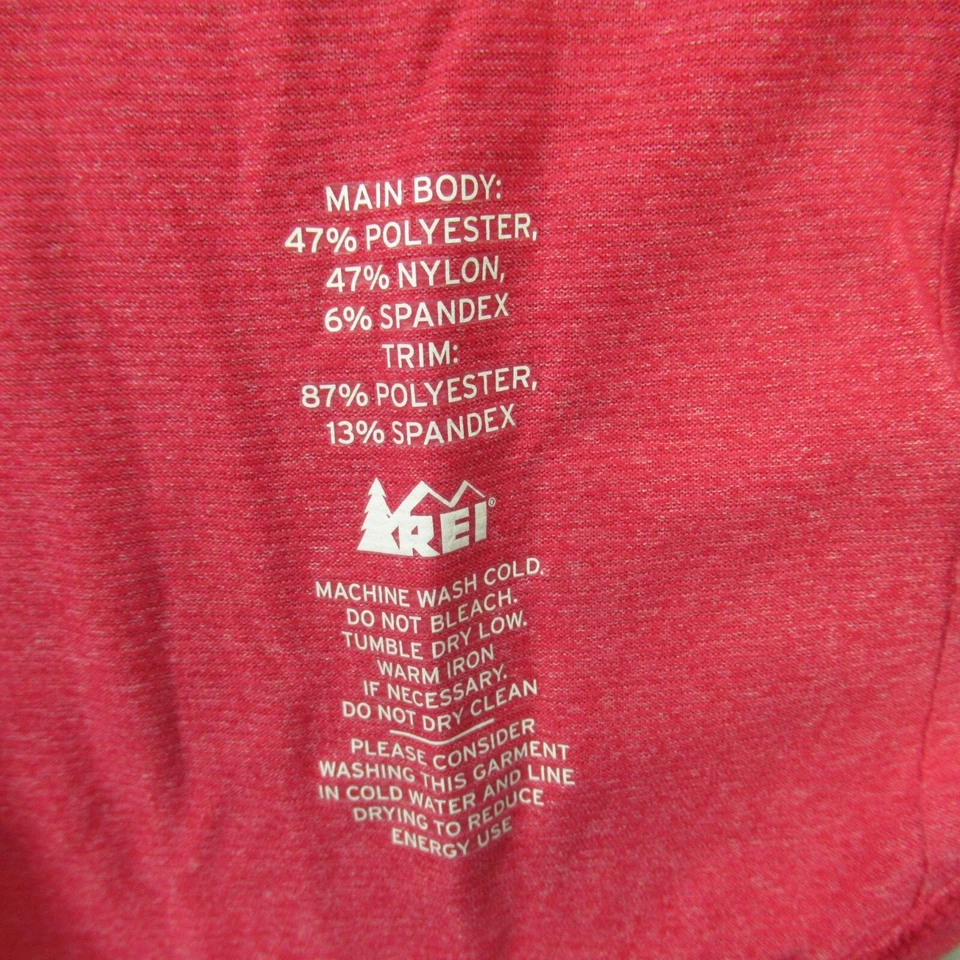 MAIN BODY:
47% POLYESTER,
47% NYLON,
6% SPANDEX
TRIM:
87% POLYESTER,
13% SPANDEX
REI®
MACHINE WASH COLD.
DO NOT BLEACH.
TUMBLE DRY LOW.
WARM IRON
IF NECESSARY.
DO NOT DRY CLEAN
PLEASE CONSIDER
WASHING THIS GARMENT
IN COLD WATER AND LINE
DRYING TO REDUCE
ENERGY USE